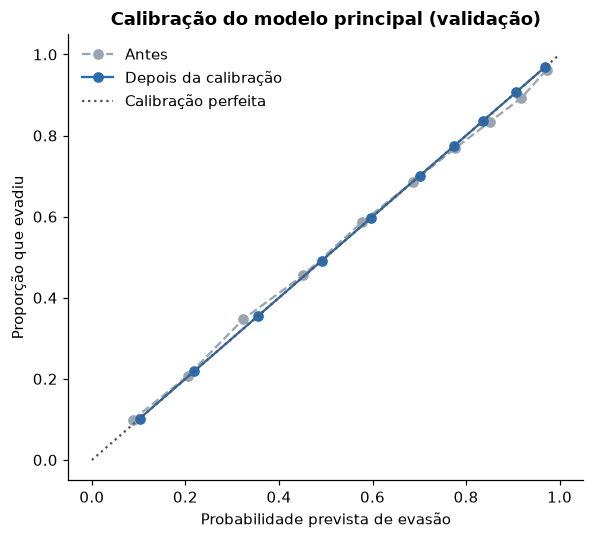 Calibração do modelo principal (validação)
Antes
Depois da calibração
Calibração perfeita
Proporção que evadiu
1.0
0.8
0.6
0.4
0.2
0.0
0.0 0.2 0.4 0.6 0.8 1.0
Probabilidade prevista de evasão